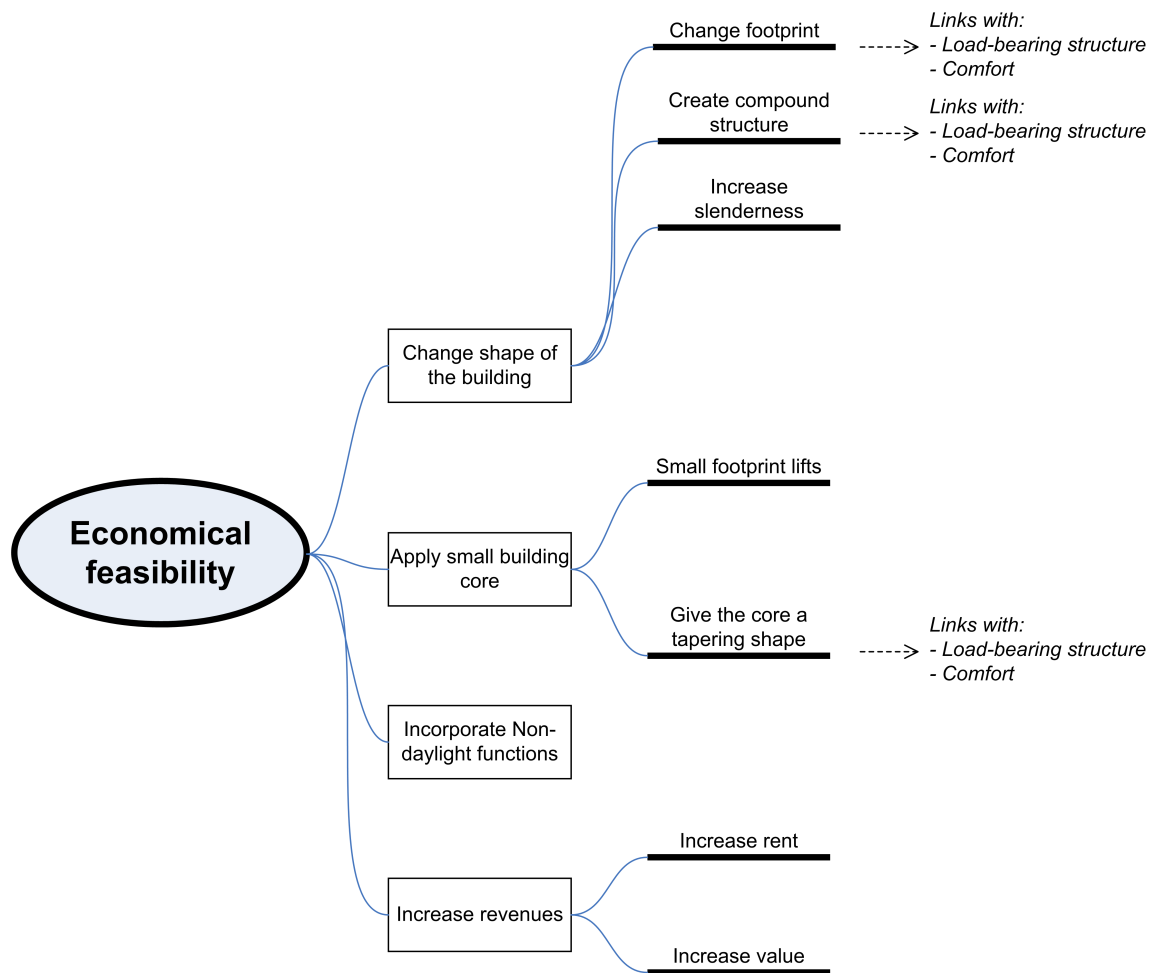 Change footprint
Links with:
- Load-bearing structure
- Comfort
Create compound
structure
Links with:
- Load-bearing structure
- Comfort
Increase
slenderness
Change shape of
the building
Small footprint lifts
Economical
feasibility
Apply small building
core
Give the core a
tapering shape
Links with:
- Load-bearing structure
- Comfort
Incorporate Non-
daylight functions
Increase rent
Increase revenues
Increase value